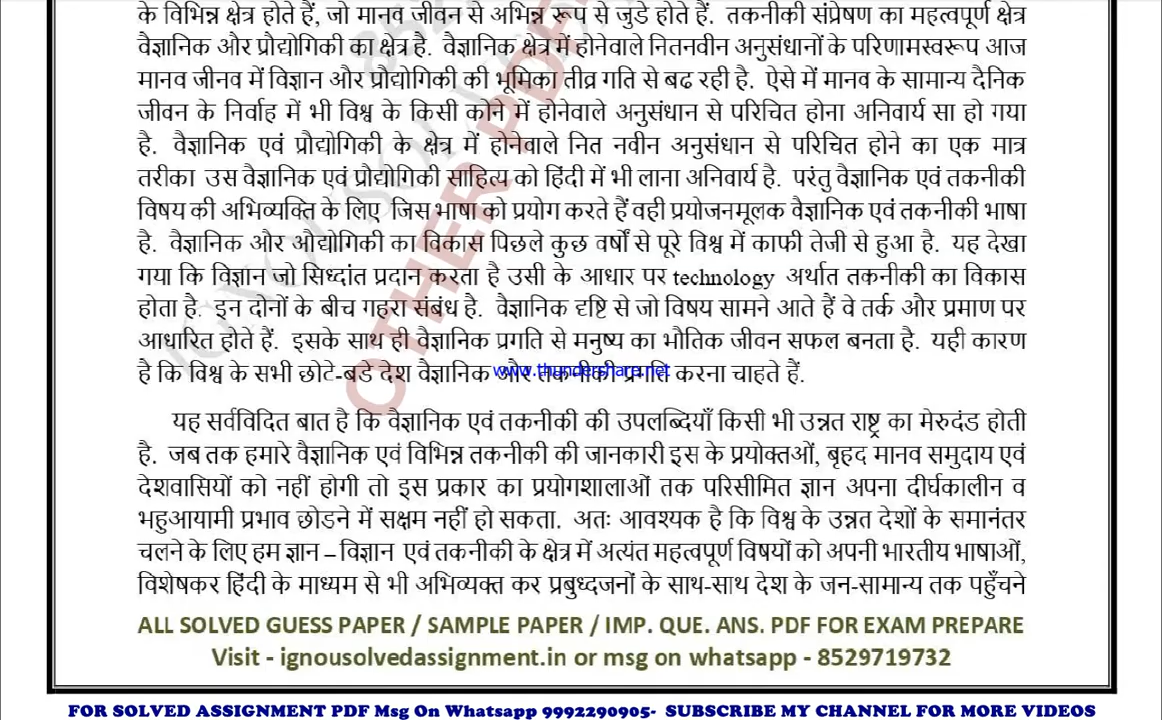 के विभिन्न क्षेत्र होते हैं, जो मानव जीवन से अभिन्न रूप से जुडे होते हैं. तकनीकी संप्रेषण का महत्वपूर्ण क्षेत्र
वैज्ञानिक और प्रौद्योगिकी का क्षेत्र है. वैज्ञानिक क्षेत्र में होनेवाले नितनवीन अनुसंधानों के परिणामस्वरूप आज
मानव जीनव में विज्ञान और प्रौद्योगिकी की भूमिका तीव्र गति से बढ रही है. ऐसे में मानव के सामान्य दैनिक
जीवन के निर्वाह में भी विश्व के किसी कोने में होनेवाले अनुसंधान से परिचित होना अनिवार्य सा हो गया
है. वैज्ञानिक एवं प्रौद्योगिकी के क्षेत्र में होनेवाले नित नवीन अनुसंधान से परिचित होने का एक मात्र
तरीका उस वैज्ञानिक एवं प्रौद्योगिकी साहित्य को हिंदी में भी लाना अनिवार्य है. परंतु वैज्ञानिक एवं तकनीकी
विषय की अभिव्यक्ति के लिए जिस भाषा को प्रयोग करते हैं वही प्रयोजनमूलक वैज्ञानिक एवं तकनीकी भाषा
है. वैज्ञानिक और औद्योगिकी का विकास पिछले कुछ वर्षों से पूरे विश्व में काफी तेजी से हुआ है. यह देखा
गया कि विज्ञान जो सिध्दांत प्रदान करता है उसी के आधार पर technology अर्थात तकनीकी का विकास
होता है. इन दोनों के बीच गहरा संबंध है. वैज्ञानिक दृष्टि से जो विषय सामने आते हैं वे तर्क और प्रमाण पर
आधारित होते हैं. इसके साथ ही वैज्ञानिक प्रगति से मनुष्य का भौतिक जीवन सफल बनता है. यही कारण
है कि विश्व के सभी छोटे-बडे देश वैज्ञानिक और तकनीकी प्रगति करना चाहते हैं.
www.thundershare.net
यह सर्वविदित बात है कि वैज्ञानिक एवं तकनीकी की उपलब्दियाँ किसी भी उन्नत राष्ट्र का मेरुदंड होती
है. जब तक हमारे वैज्ञानिक एवं विभिन्न तकनीकी की जानकारी इस के प्रयोक्तओं, बृहद मानव समुदाय एवं
देशवासियों को नहीं होगी तो इस प्रकार का प्रयोगशालाओं तक परिसीमित ज्ञान अपना दीर्घकालीन व
भहुआयामी प्रभाव छोडने में सक्षम नहीं हो सकता. अतः आवश्यक है कि विश्व के उन्नत देशों के समानंतर
चलने के लिए हम ज्ञान – विज्ञान एवं तकनीकी के क्षेत्र में अत्यंत महत्वपूर्ण विषयों को अपनी भारतीय भाषाओं,
विशेषकर हिंदी के माध्यम से भी अभिव्यक्त कर प्रबुध्दजनों के साथ-साथ देश के जन-सामान्य तक पहुँचने
OTHER PDF
ALL SOLVED GUESS PAPER / SAMPLE PAPER / IMP. QUE. ANS. PDF FOR EXAM PREPARE
Visit - ignousolvedassignment.in or msg on whatsapp - 8529719732
FOR SOLVED ASSIGNMENT PDF Msg On Whatsapp 9992290905- SUBSCRIBE MY CHANNEL FOR MORE VIDEOS